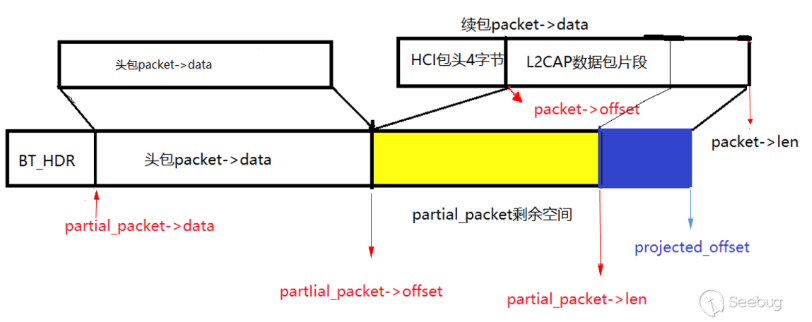 续包packet->data
头包packet->data
HCI包头4字节
L2CAP数据包片段
packet->offset
packet->len
BT_HDR
头包packet->data
partial_packet剩余空间
partial_packet->data
projected_offset
partlial_packet->offset
partial_packet->len
Seebug